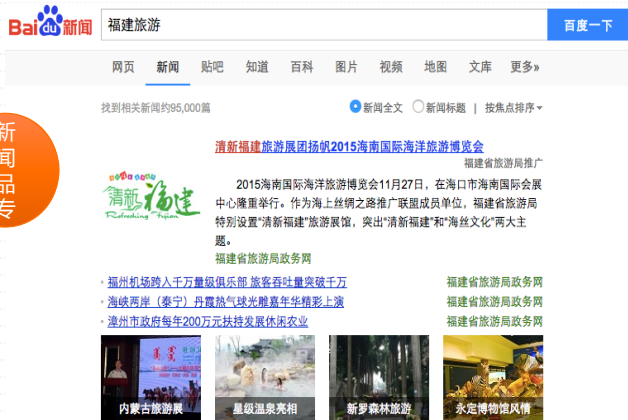 Bai du 新闻
福建旅游
百度一下
网页 新闻 贴吧 知道 百科 图片 视频 地图 文库 更多»
找到相关新闻约95,000篇
新闻全文 新闻标题 | 按焦点排序
新闻品专
清新福建旅游展团扬帆2015海南国际海洋旅游博览会
福建省旅游局推广
清新福建
Refreshing Fujian
2015海南国际海洋旅游博览会11月27日，在海口市海南国际会展
中心隆重举行。作为海上丝绸之路推广联盟成员单位，福建省旅游局
特别设置“清新福建”旅游展馆，突出“清新福建”和“海丝文化”两大主
题。
福建省旅游局政务网
福州机场跨入千万量级俱乐部 旅客吞吐量突破千万 福建省旅游局政务网
海峡两岸（泰宁）丹霞热气球光雕嘉年华精彩上演 福建省旅游局政务网
漳州市政府每年200万元扶持发展休闲农业 福建省旅游局政务网
内蒙古旅游展
星级温泉亮相
新罗森林旅游
永定博物馆风情